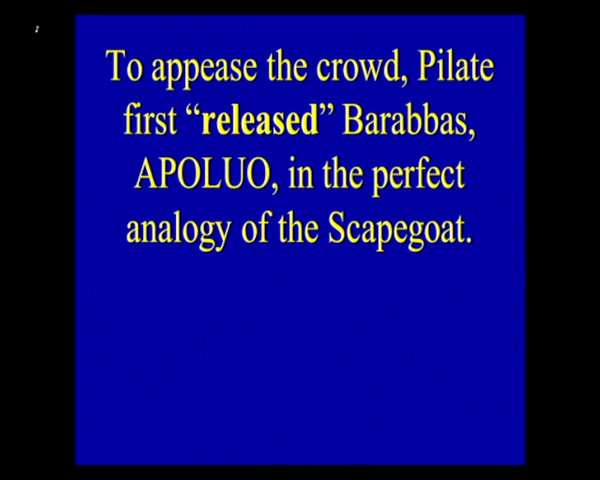 To appease the crowd, Pilate
first “released” Barabbas,
APOLUO, in the perfect
analogy of the Scapegoat.